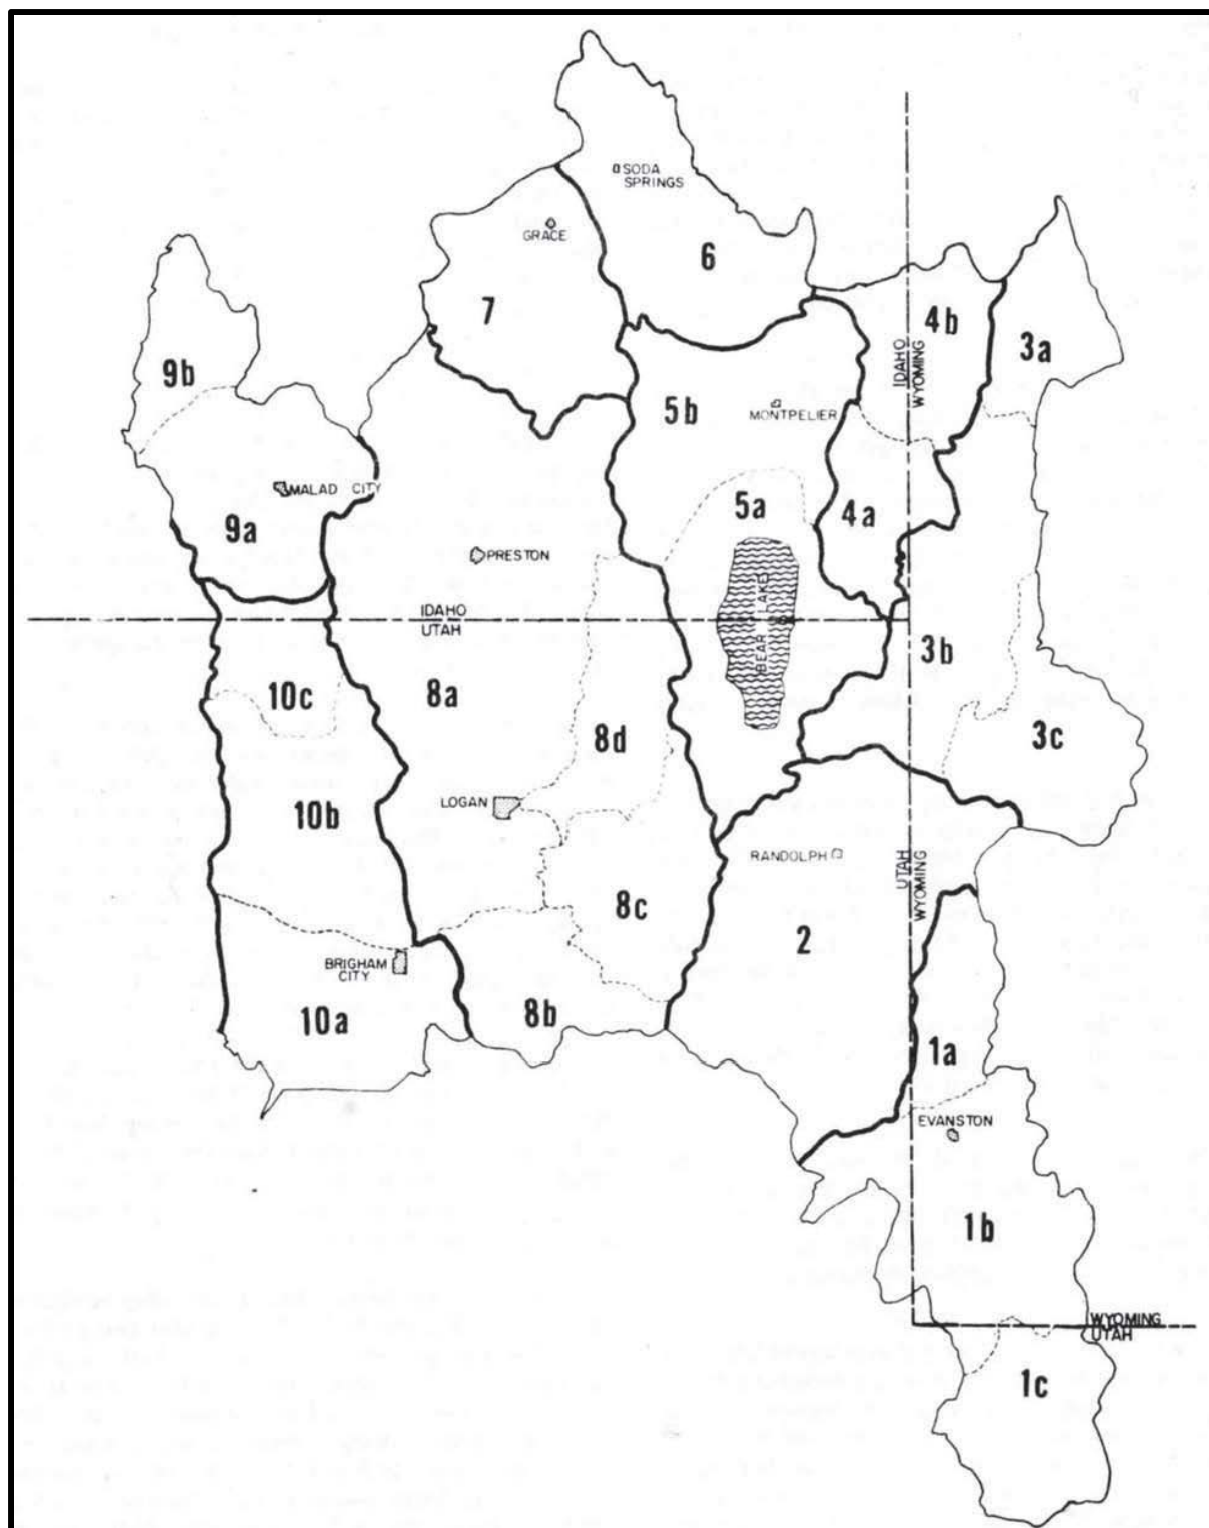 SODA
SPRINGS
GRACE
6
7
4b
3a
9b
IDAHO
WYOMING
5b
MONTPELIER
MALAD CITY
9a
5a
4a
PRESTON
IDAHO
UTAH
BEAR LAKE
3b
10c
8a
8d
3c
LOGAN
10b
RANDOLPH
UTAH
WYOMING
8c
2
BRIGHAM
CITY
10a
8b
1a
EVANSTON
1b
WYOMING
UTAH
1c